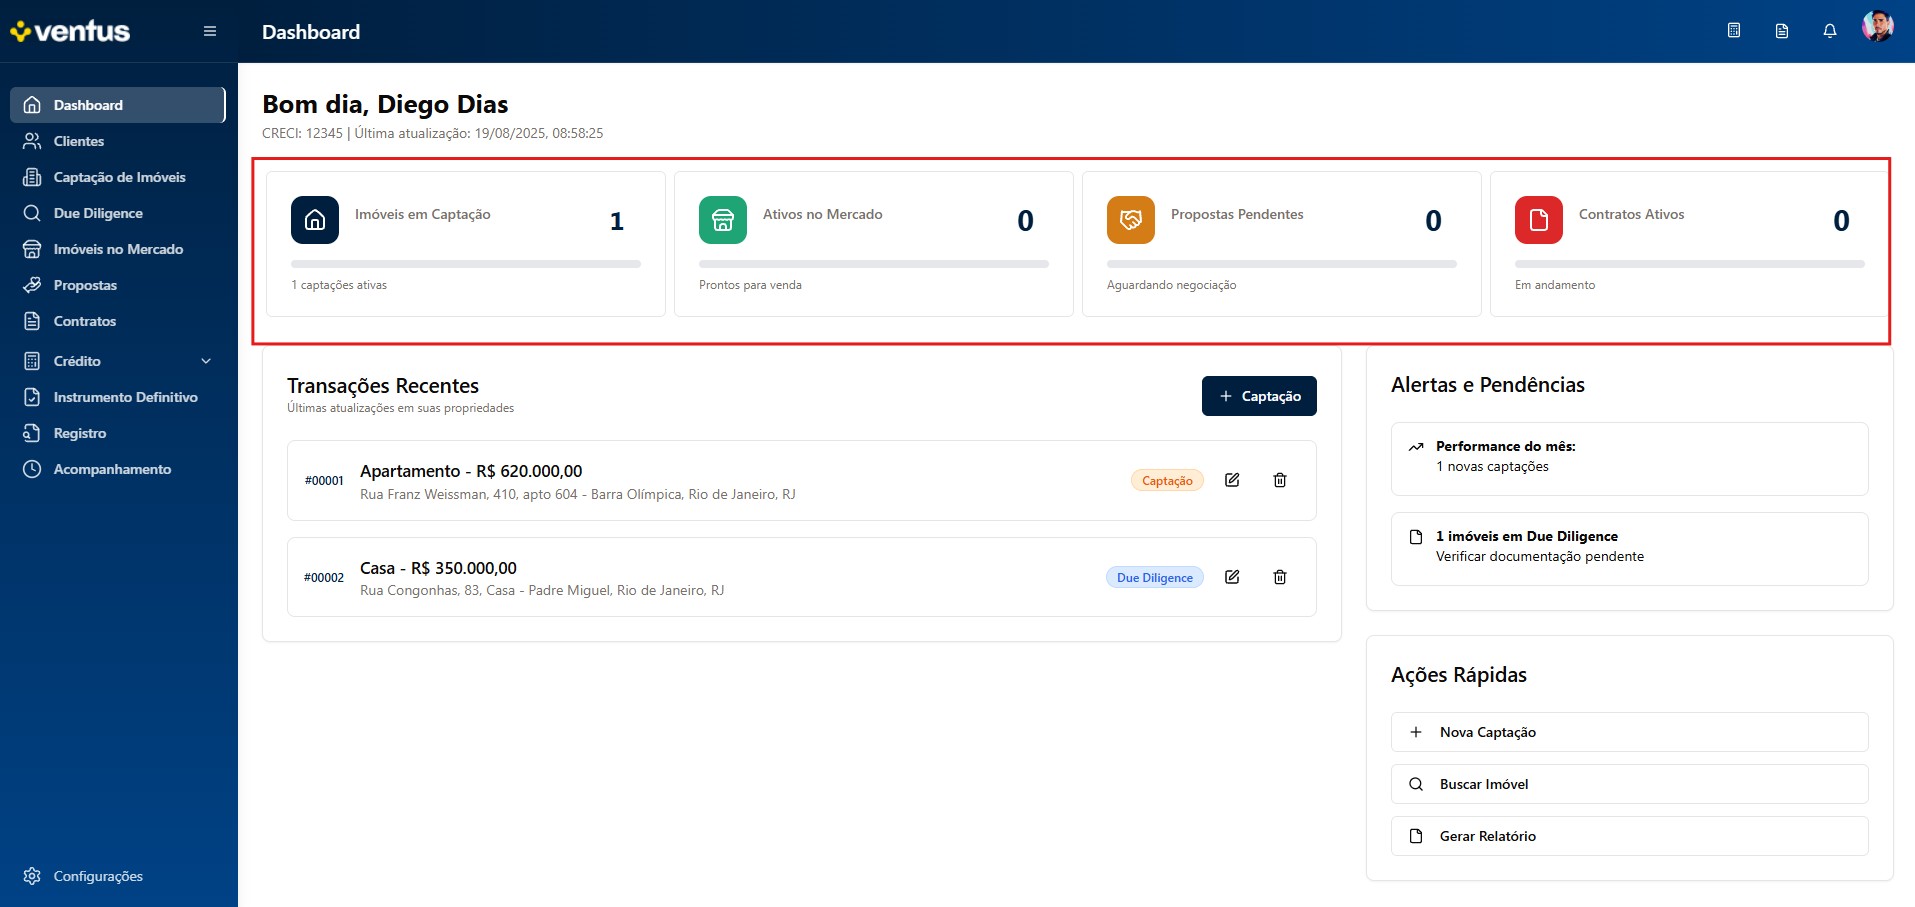 ventus
Dashboard
Dashboard
Clientes
Captação de Imóveis
Due Diligence
Imóveis no Mercado
Propostas
Contratos
Crédito
Instrumento Definitivo
Registro
Acompanhamento
Configurações
Bom dia, Diego Dias
CRECI: 12345 | Última atualização: 19/08/2025, 08:58:25
Imóveis em Captação
1
1 captações ativas
Ativos no Mercado
0
Prontos para venda
Propostas Pendentes
0
Aguardando negociação
Contratos Ativos
0
Em andamento
Transações Recentes
Últimas atualizações em suas propriedades
Captação
#00001
Apartamento - R$ 620.000,00
Rua Franz Weissman, 410, apto 604 - Barra Olímpica, Rio de Janeiro, RJ
Captação
#00002
Casa - R$ 350.000,00
Rua Congonhas, 83, Casa - Padre Miguel, Rio de Janeiro, RJ
Due Diligence
Alertas e Pendências
Performance do mês:
1 novas captações
1 imóveis em Due Diligence
Verificar documentação pendente
Ações Rápidas
Nova Captação
Buscar Imóvel
Gerar Relatório